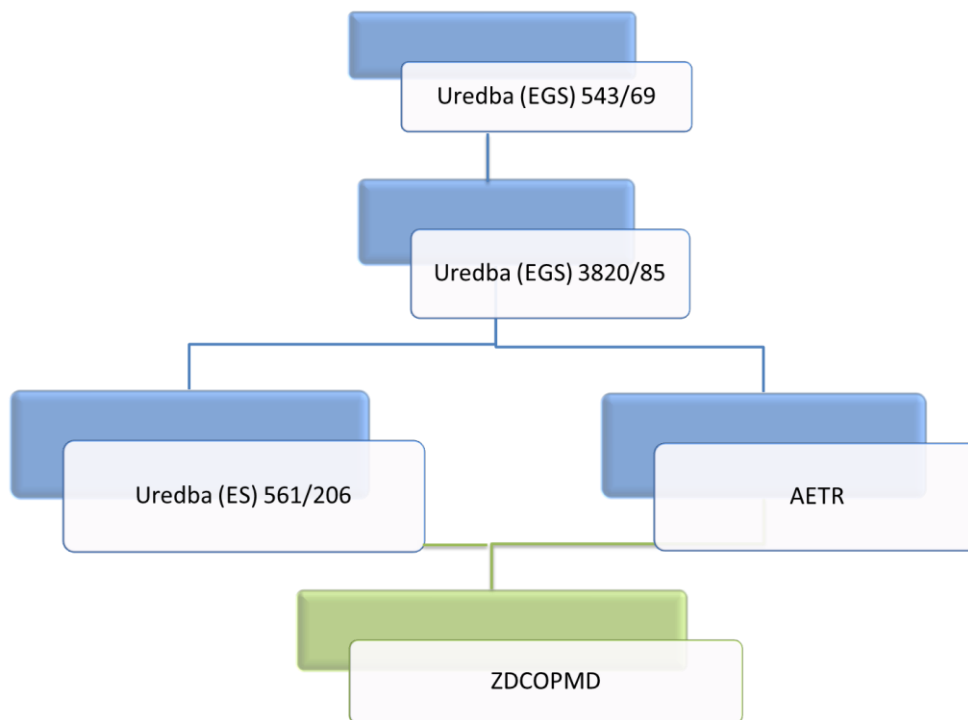 Uredba (EGS) 543/69
Uredba (EGS) 3820/85
Uredba (ES) 561/206
AETR
ZDCOPMD